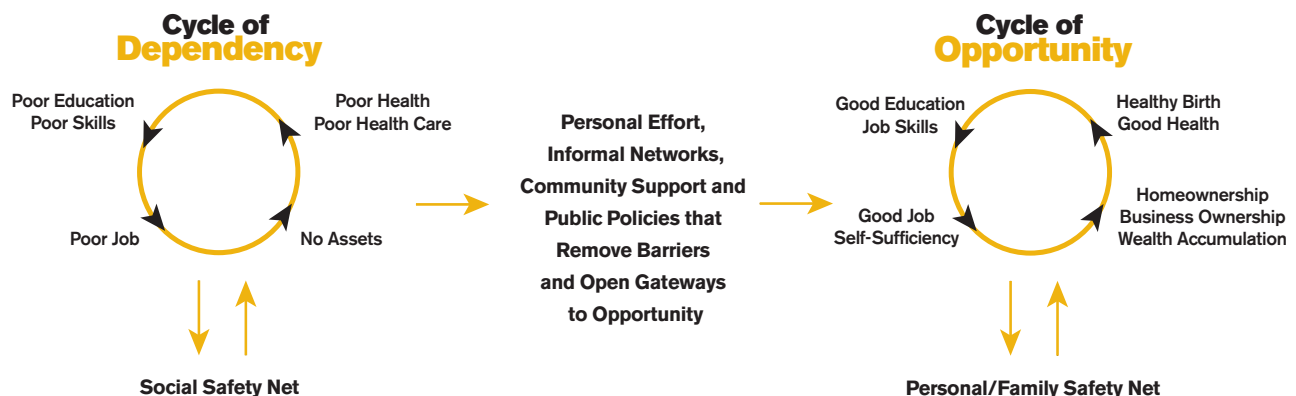 Cycle of
Dependency
Poor Education
Poor Skills
Poor Health
Poor Health Care
Poor Job
No Assets
Social Safety Net
Personal Effort,
Informal Networks,
Community Support and
Public Policies that
Remove Barriers
and Open Gateways
to Opportunity
Cycle of
Opportunity
Good Education
Job Skills
Healthy Birth
Good Health
Good Job
Self-Sufficiency
Homeownership
Business Ownership
Wealth Accumulation
Personal/Family Safety Net